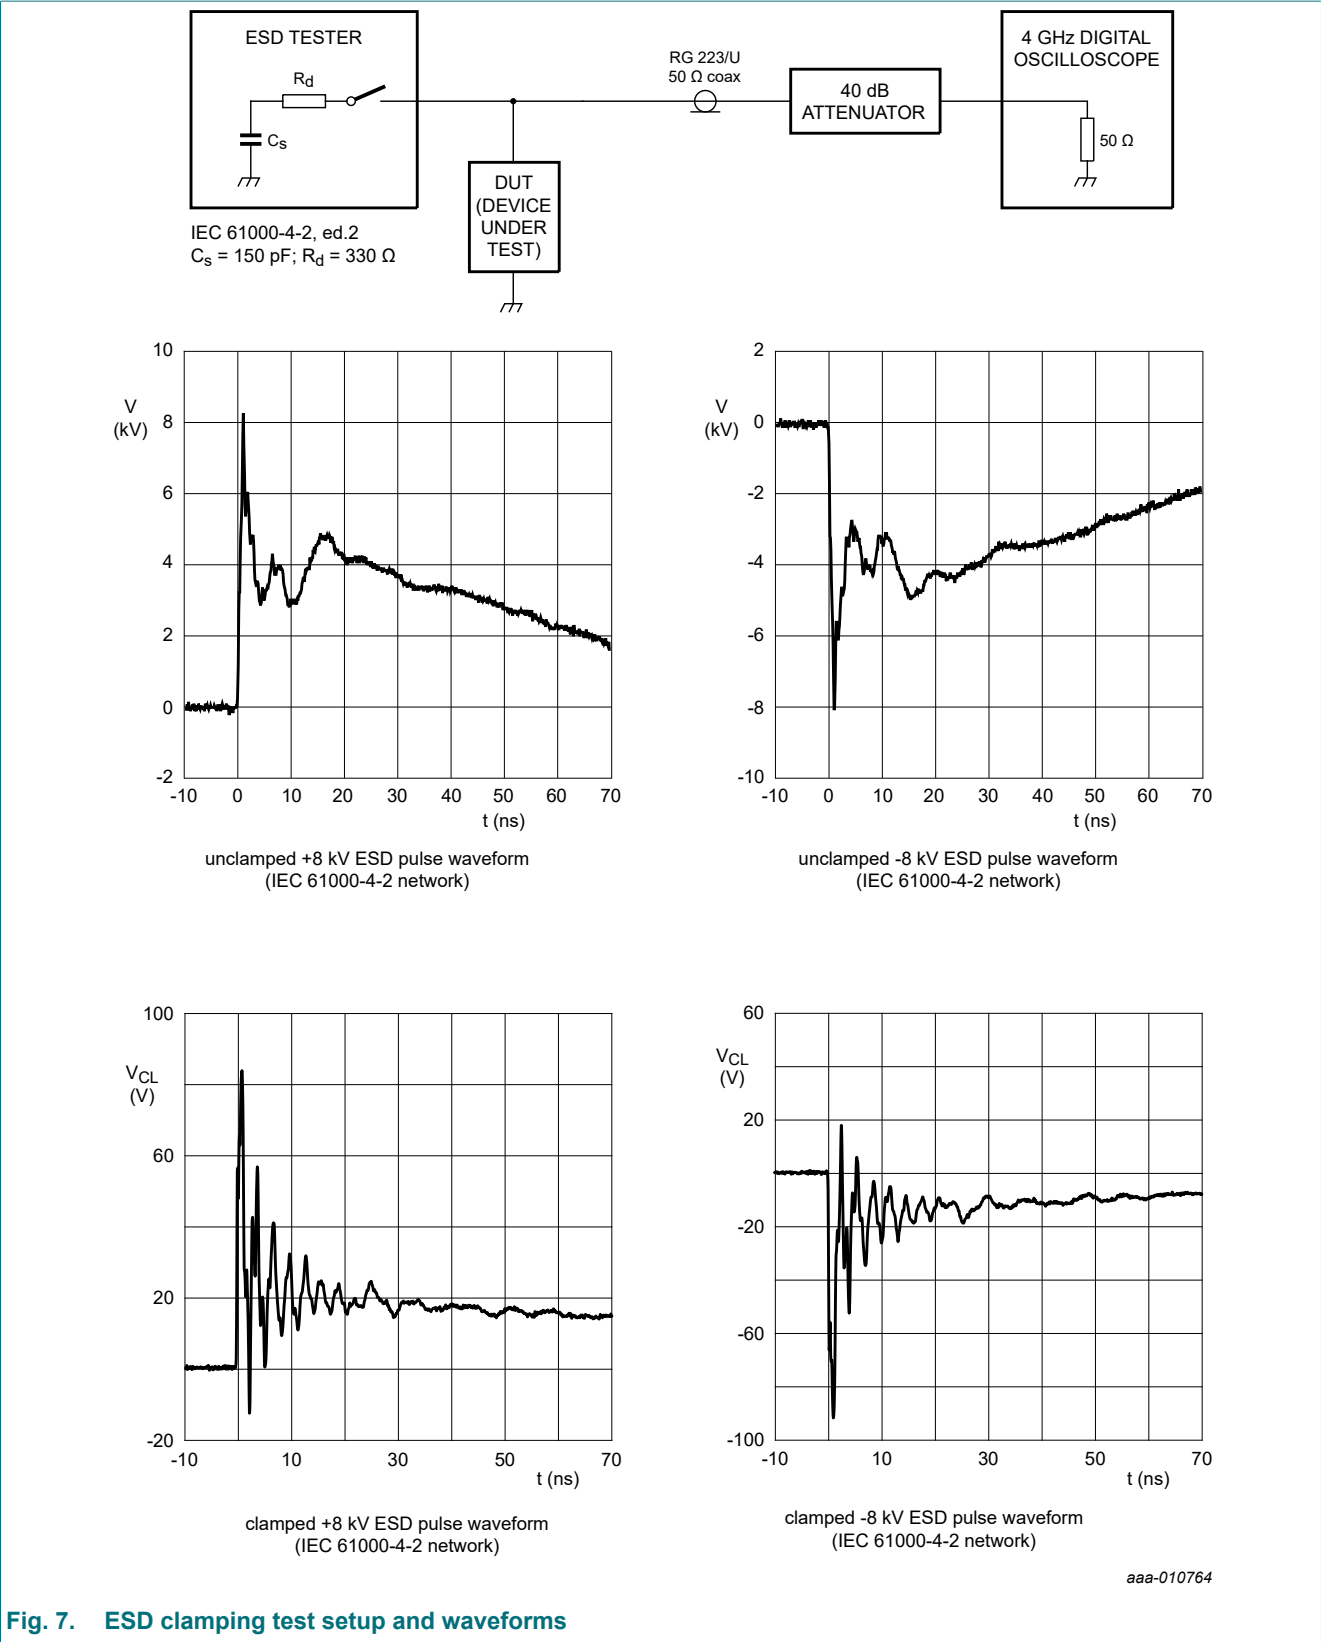 ESD TESTER
Rd
Cs
IEC 61000-4-2, ed.2
Cs = 150 pF; Rd = 330 Ω
DUT
(DEVICE
UNDER
TEST)
RG 223/U
50 Ω coax
40 dB
ATTENUATOR
4 GHz DIGITAL
OSCILLOSCOPE
50 Ω
10
8
6
4
2
0
-2
V
(kV)
-10 0 10 20 30 40 50 60 70
t (ns)
unclamped +8 kV ESD pulse waveform
(IEC 61000-4-2 network)
2
0
-2
-4
-6
-8
-10
V
(kV)
-10 0 10 20 30 40 50 60 70
t (ns)
unclamped -8 kV ESD pulse waveform
(IEC 61000-4-2 network)
100
60
20
-20
VCL
(V)
-10 10 30 50 70
t (ns)
clamped +8 kV ESD pulse waveform
(IEC 61000-4-2 network)
60
20
-20
-60
-100
VCL
(V)
-10 10 30 50 70
t (ns)
clamped -8 kV ESD pulse waveform
(IEC 61000-4-2 network)
aaa-010764
Fig. 7. ESD clamping test setup and waveforms